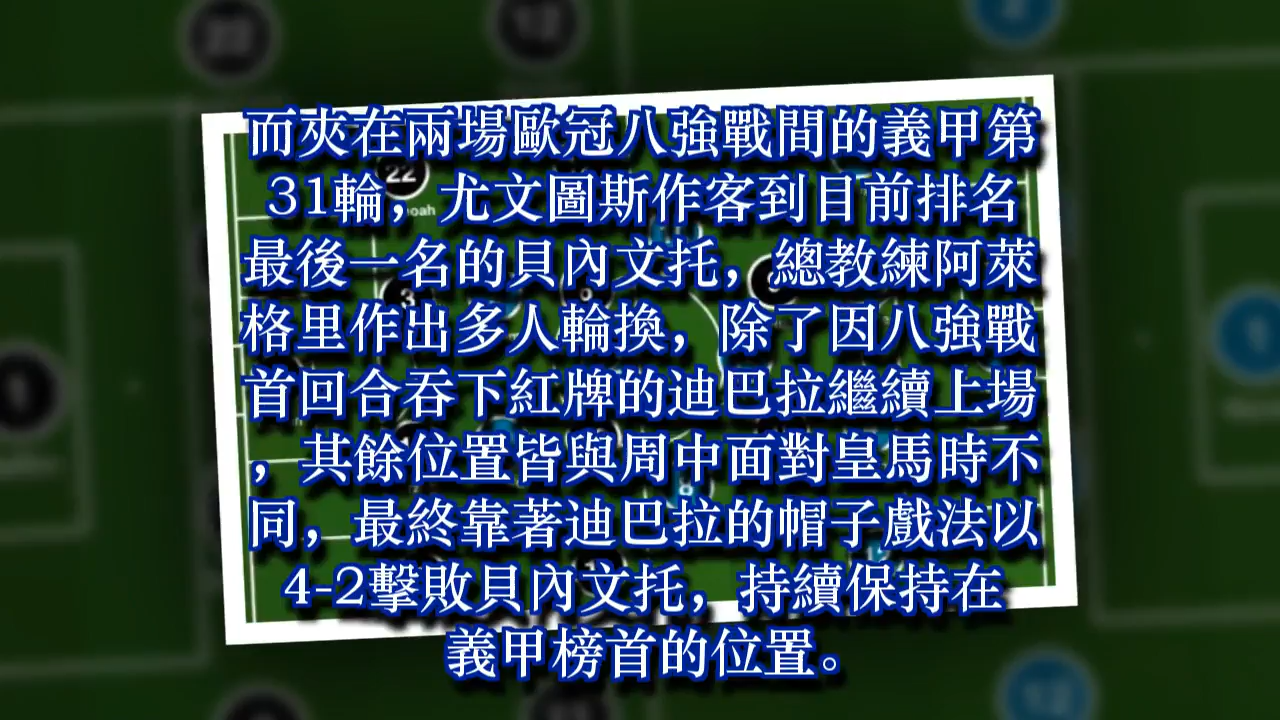 而夾在兩場歐冠八強戰間的義甲第
31輪，尤文圖斯作客到目前排名
最後一名的貝內文托，總教練阿萊
格里作出多人輪換，除了因八強戰
首回合吞下紅牌的迪巴拉繼續上場
，其餘位置皆與周中面對皇馬時不
同，最終靠著迪巴拉的帽子戲法以
4-2擊敗貝內文托，持續保持在
義甲榜首的位置。
22
3
6
8
12